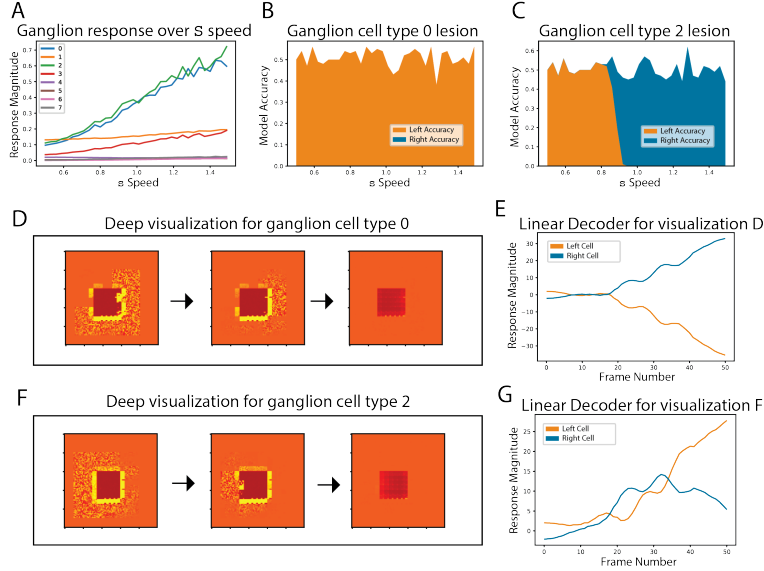 A
Ganglion response over s speed
0
1
2
3
4
5
6
7
0.7
0.6
0.5
0.4
0.3
0.2
0.1
0.0
0.6 0.8 1.0 1.2 1.4
Response Magnitude
s Speed
B
Ganglion cell type 0 lesion
0.5
0.4
0.3
0.2
0.1
0.0
Left Accuracy
Right Accuracy
0.6 0.8 1.0 1.2 1.4
Model Accuracy
s Speed
C
Ganglion cell type 2 lesion
0.6
0.5
0.4
0.3
0.2
0.1
0.0
Left Accuracy
Right Accuracy
0.6 0.8 1.0 1.2 1.4
Model Accuracy
s Speed
D
Deep visualization for ganglion cell type 0
E
Linear Decoder for visualization D
Left Cell
Right Cell
30
20
10
0
−10
−20
−30
0 10 20 30 40 50
Response Magnitude
Frame Number
F
Deep visualization for ganglion cell type 2
G
Linear Decoder for visualization F
Left Cell
Right Cell
25
20
15
10
5
0
0 10 20 30 40 50
Response Magnitude
Frame Number